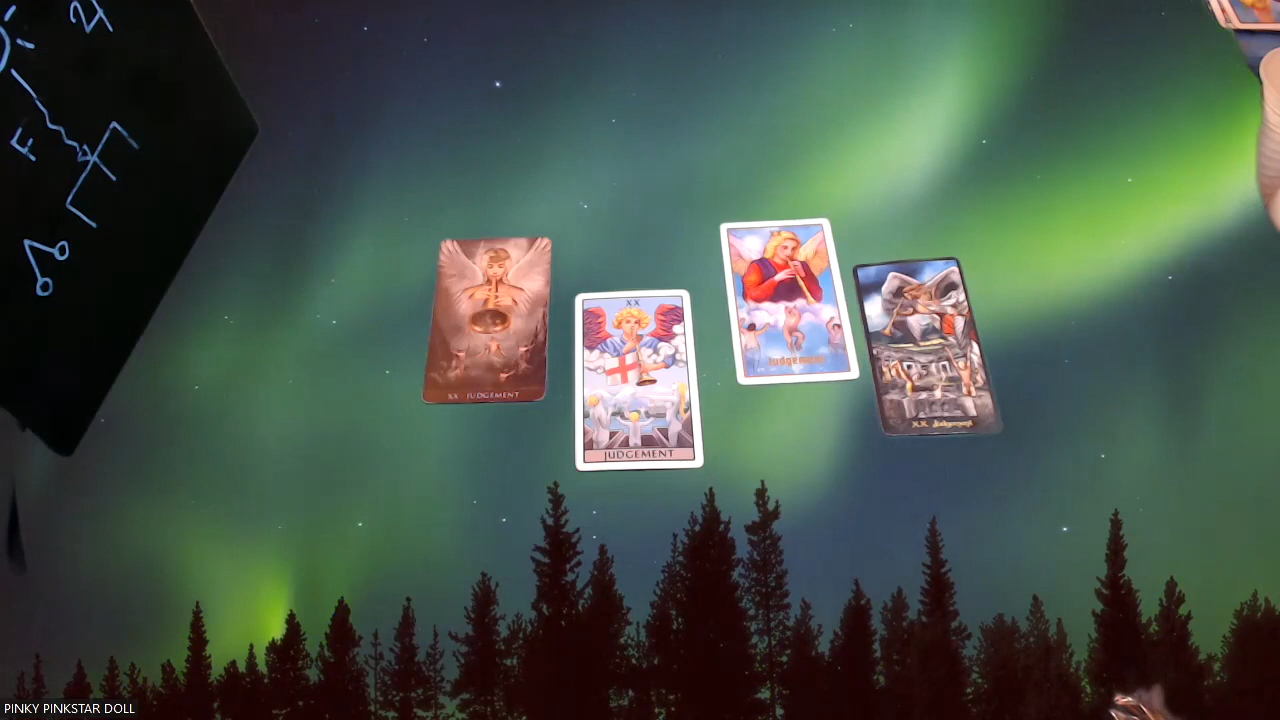 F
XX
XX JUDGEMENT
JUDGEMENT
Judgement
XX Judgement
PINKY PINKSTAR DOLL